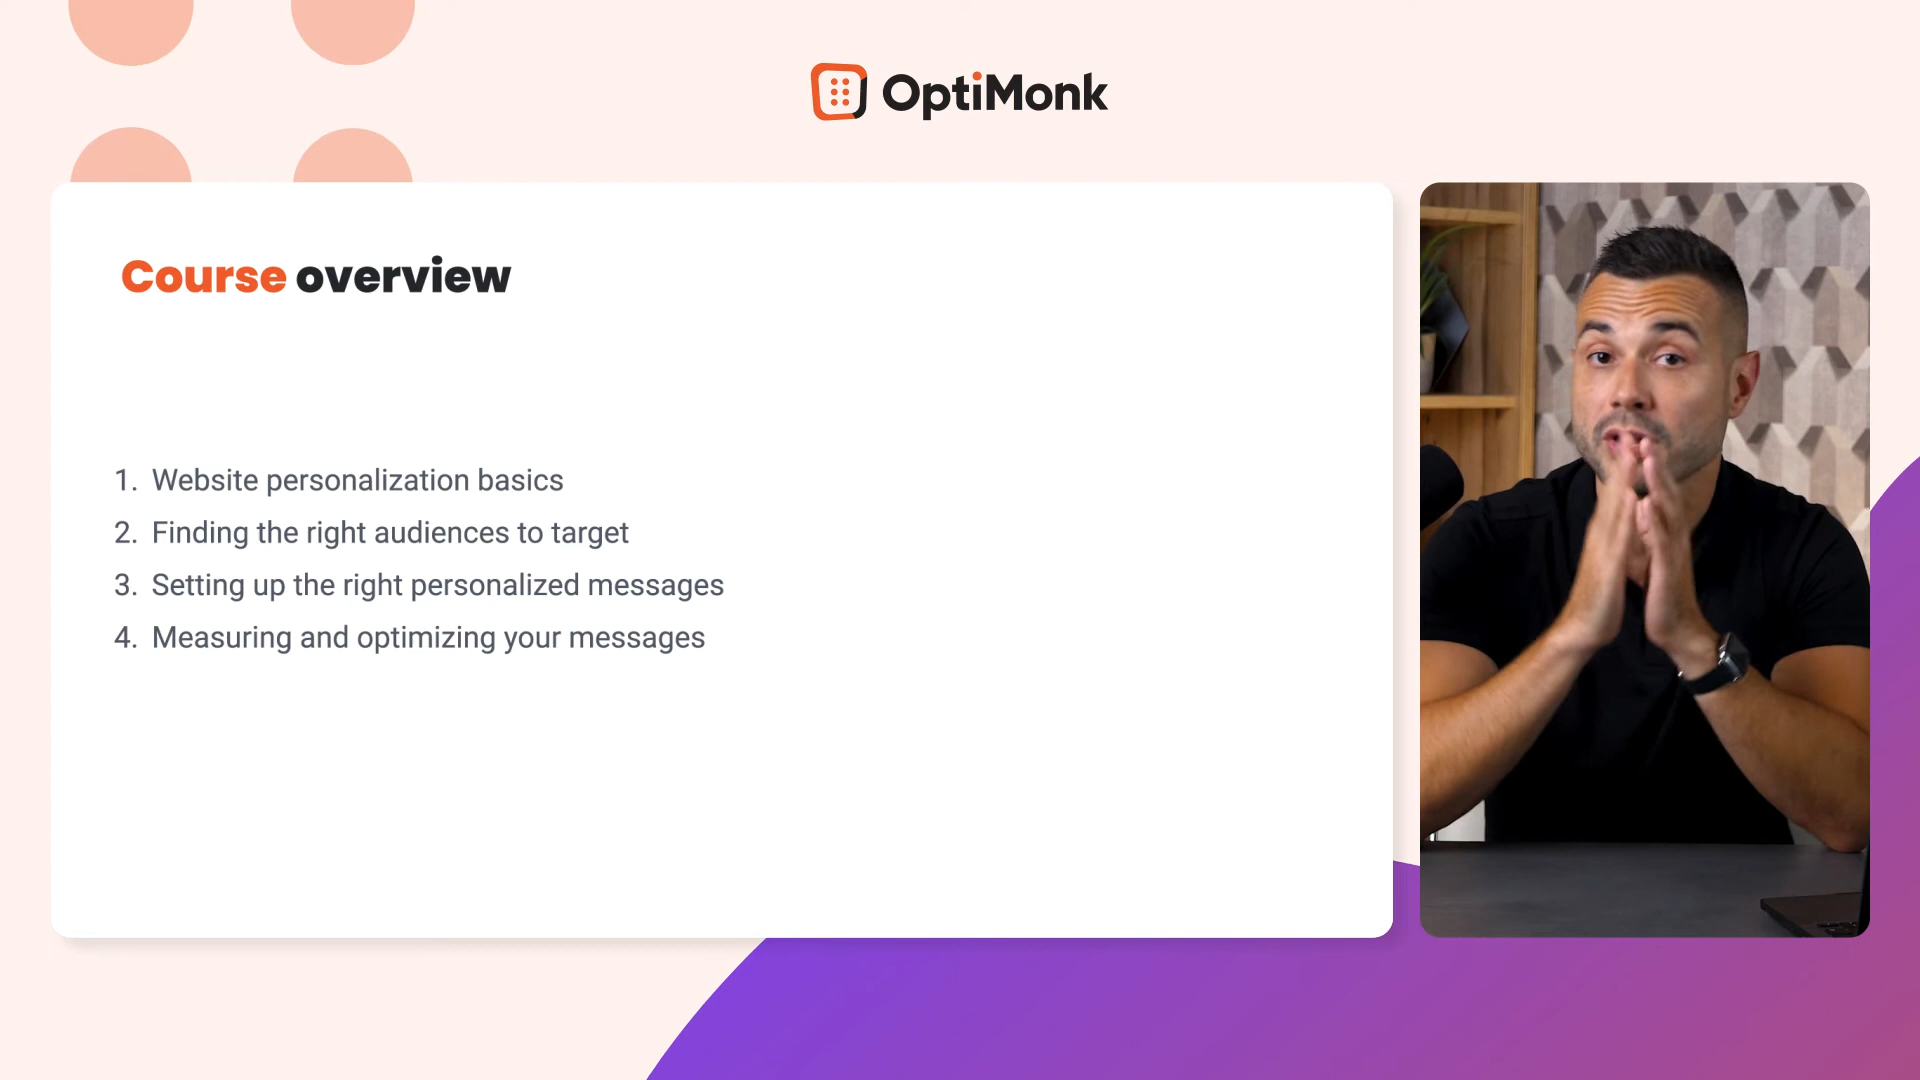 OptiMonk
Course overview
1. Website personalization basics
2. Finding the right audiences to target
3. Setting up the right personalized messages
4. Measuring and optimizing your messages